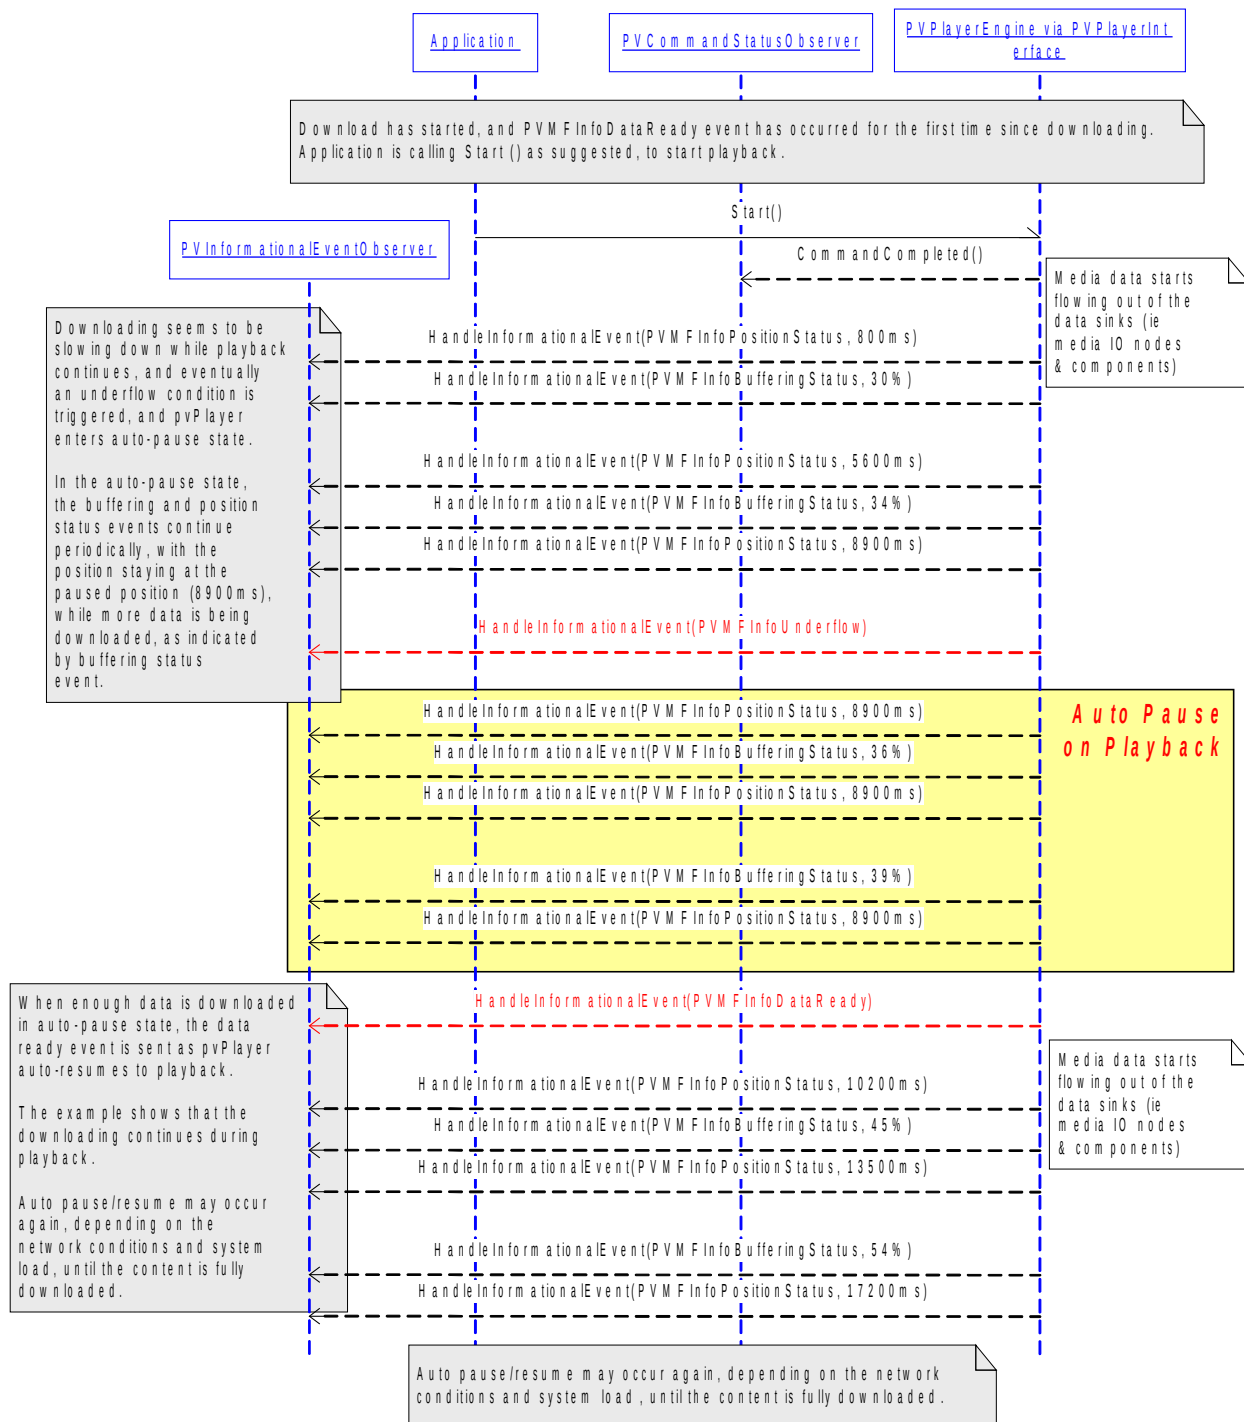 Application
PVCommandStatusObserver
PVPlayerEngine via PVPlayerInt
erface
Download has started, and PVMFInfoDataReady event has occurred for the first time since downloading.
Application is calling Start () as suggested, to start playback.
Start()
PVInformationalEventObserver
CommandCompleted()
Media data starts
flowing out of the
data sinks (ie
media IO nodes
& components)
Downloading seems to be
slowing down while playback
continues, and eventually
an underflow condition is
triggered, and pvPlayer
enters auto-pause state.
In the auto-pause state,
the buffering and position
status events continue
periodically, with the
position staying at the
paused position (8900ms),
while more data is being
downloaded, as indicated
by buffering status
event.
HandleInformationalEvent(PVMFInfoPositionStatus, 800ms)
HandleInformationalEvent(PVMFInfoBufferingStatus, 30%)
HandleInformationalEvent(PVMFInfoPositionStatus, 5600ms)
HandleInformationalEvent(PVMFInfoBufferingStatus, 34%)
HandleInformationalEvent(PVMFInfoPositionStatus, 8900ms)
HandleInformationalEvent(PVMFInfoUnderflow)
Auto Pause
on Playback
HandleInformationalEvent(PVMFInfoPositionStatus, 8900ms)
HandleInformationalEvent(PVMFInfoBufferingStatus, 36%)
HandleInformationalEvent(PVMFInfoPositionStatus, 8900ms)
HandleInformationalEvent(PVMFInfoBufferingStatus, 39%)
HandleInformationalEvent(PVMFInfoPositionStatus, 8900ms)
When enough data is downloaded
in auto-pause state, the data
ready event is sent as pvPlayer
auto-resumes to playback.
The example shows that the
downloading continues during
playback.
Auto pause/resume may occur
again, depending on the
network conditions and system
load, until the content is fully
downloaded.
HandleInformationalEvent(PVMFInfoDataReady)
Media data starts
flowing out of the
data sinks (ie
media IO nodes
& components)
HandleInformationalEvent(PVMFInfoPositionStatus, 10200ms)
HandleInformationalEvent(PVMFInfoBufferingStatus, 45%)
HandleInformationalEvent(PVMFInfoPositionStatus, 13500ms)
HandleInformationalEvent(PVMFInfoBufferingStatus, 54%)
HandleInformationalEvent(PVMFInfoPositionStatus, 17200ms)
Auto pause/resume may occur again, depending on the network
conditions and system load, until the content is fully downloaded.